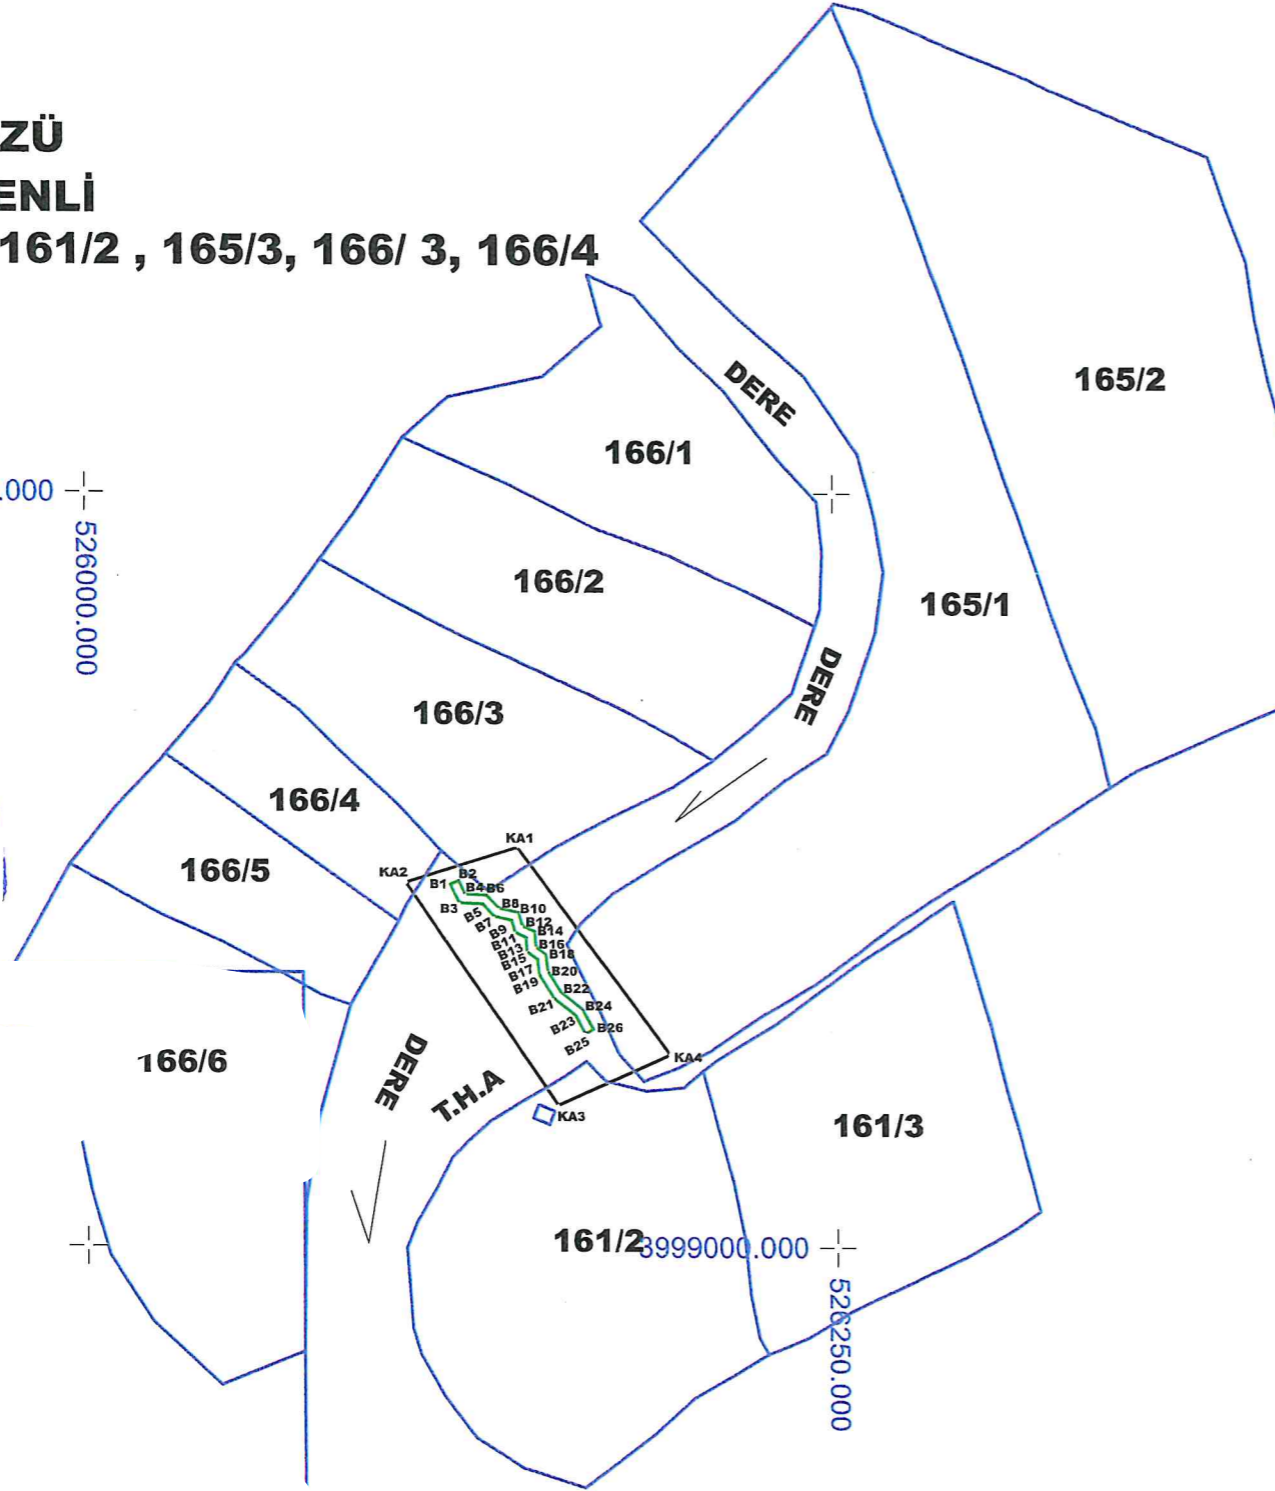 ZÜ
ENLİ
161/2 , 165/3, 166/ 3, 166/4
165/2
DERE
166/1
.000
526000.000
166/2
165/1
DERE
166/3
166/4
KA1
166/5
KA2
B2
B1
B4
B6
B3
B8
B10
B5
B7
B12
B9
B14
B11
B16
B13
B18
B15
B17
B20
B19
B22
B21
B24
B23
B26
B25
166/6
DERE
T.H.A
KA4
KA3
161/3
161/2
3999000.000
526250.000